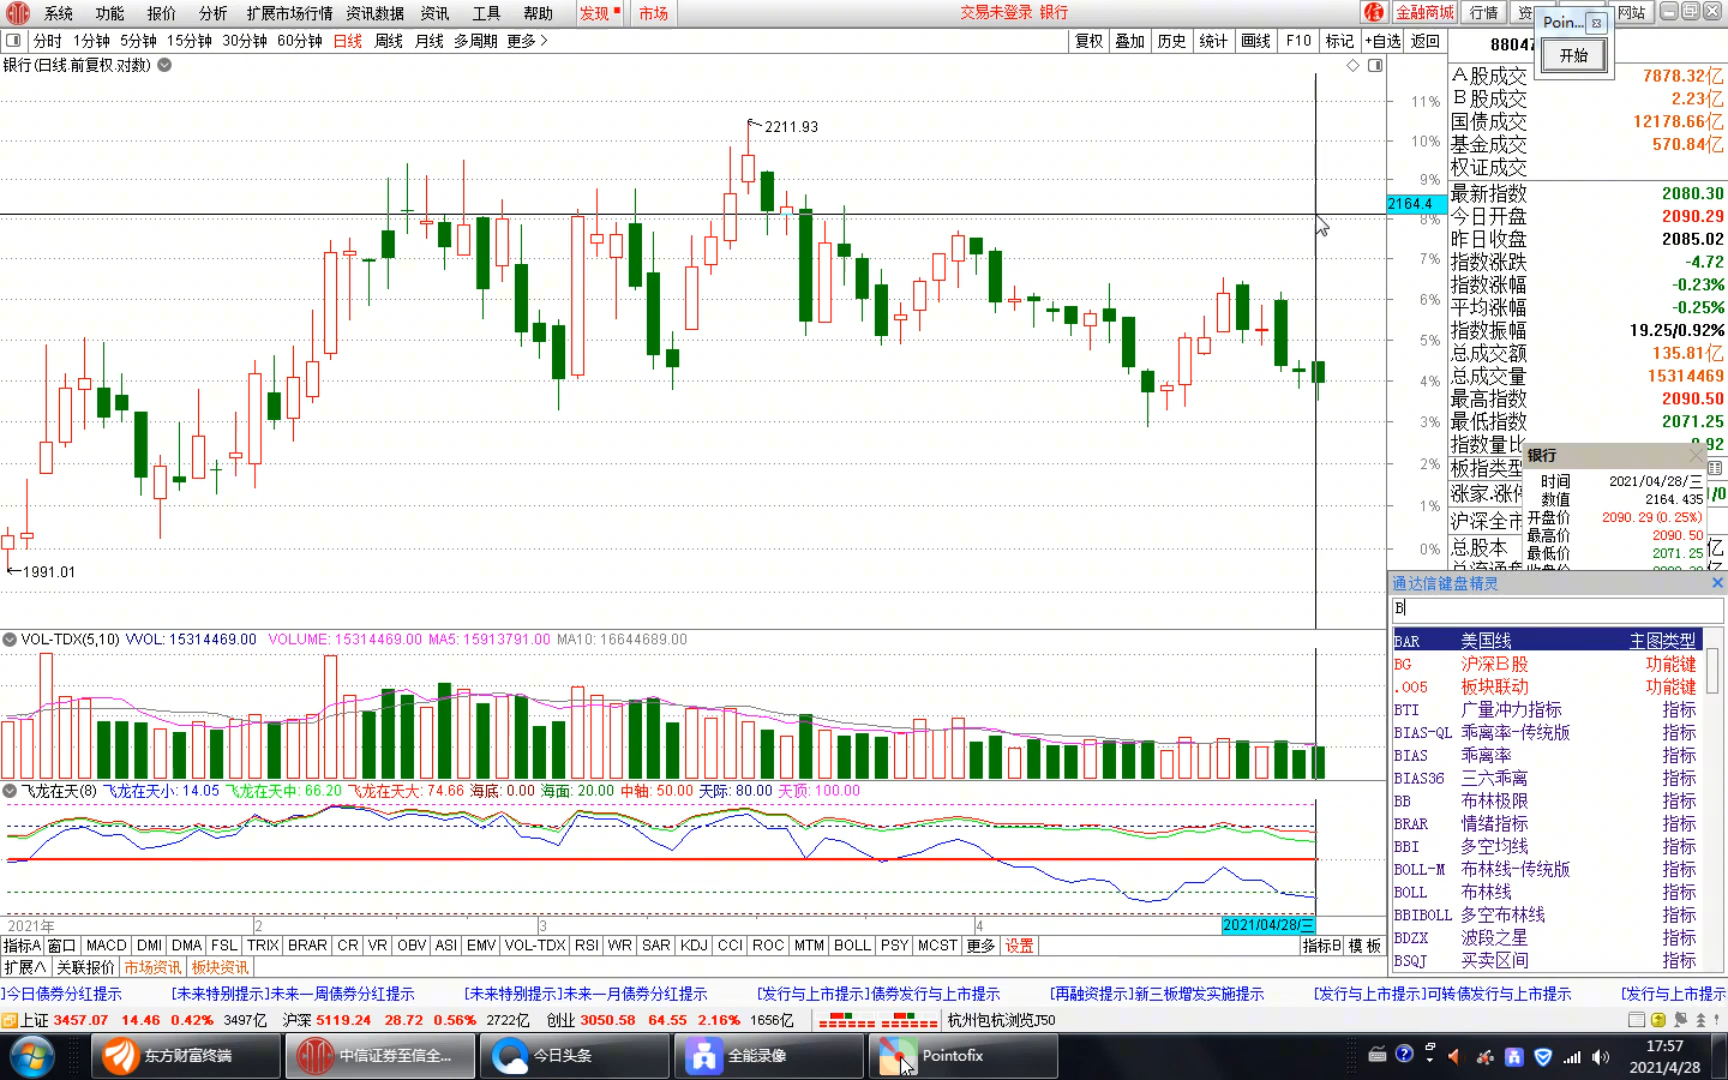 系统 功能 报价 分析 扩展市场行情 资讯数据 资讯 工具 帮助 发现 市场 交易未登录 银行 金融商城 行情 资 网站
Poin...
开始
分时 1分钟 5分钟 15分钟 30分钟 60分钟 日线 周线 月线 多周期 更多 复权 叠加 历史 统计 画线 F10 标记 +自选 返回
88047
银行(日线.前复权.对数)
2211.93
1991.01
11%
10%
9%
2164.4
8%
7%
6%
5%
4%
3%
2%
1%
0%
A股成交 7878.32亿
B股成交 2.23亿
国债成交 12178.66亿
基金成交 570.84亿
权证成交
最新指数 2080.30
今日开盘 2090.29
昨日收盘 2085.02
指数涨跌 -4.72
指数涨幅 -0.23%
平均涨幅 -0.25%
指数振幅 19.25/0.92%
总成交额 135.81亿
总成交量 15314469
最高指数 2090.50
最低指数 2071.25
指数量比 0.92
板指类型
涨家.涨停 1/0
沪深全市
总股本 亿
银行
时间 2021/04/28/三
数值 2164.435
开盘价 2090.29(0.25%)
最高价 2090.50
最低价 2071.25
通达信键盘精灵
B
BAR 美国线 主图类型
BG 沪深B股 功能键
.005 板块联动 功能键
BTI 广量冲力指标 指标
BIAS-QL 乖离率-传统版 指标
BIAS 乖离率 指标
BIAS36 三六乖离 指标
BB 布林极限 指标
BRAR 情绪指标 指标
BBI 多空均线 指标
BOLL-M 布林线-传统版 指标
BOLL 布林线 指标
BBIBOLL 多空布林线 指标
BDZX 波段之星 指标
BSQJ 买卖区间 指标
VOL-TDX(5,10) VVOL: 15314469.00 VOLUME: 15314469.00 MA5: 15913791.00 MA10: 16644689.00
飞龙在天(8) 飞龙在天小: 14.05 飞龙在天中: 66.20 飞龙在天大: 74.66 海底: 0.00 海面: 20.00 中轴: 50.00 天际: 80.00 天顶: 100.00
2021年 2 3 4 2021/04/28/三
指标A 窗口 MACD DMI DMA FSL TRIX BRAR CR VR OBV ASI EMV VOL-TDX RSI WR SAR KDJ CCI ROC MTM BOLL PSY MCST 更多 设置 指标B 模板
扩展∧ 关联报价 市场资讯 板块资讯
]今日债券分红提示 [未来特别提示]未来一周债券分红提示 [未来特别提示]未来一月债券分红提示 [发行与上市提示]债券发行与上市提示 [再融资提示]新三板增发实施提示 [发行与上市提示]可转债发行与上市提示 [发行与上市提示
上证 3457.07 14.46 0.42% 3497亿 沪深 5119.24 28.72 0.56% 2722亿 创业 3050.58 64.55 2.16% 1656亿 杭州包杭浏览J50
东方财富终端 中信证券至信全... 今日头条 全能录像 Pointofix
17:57
2021/4/28